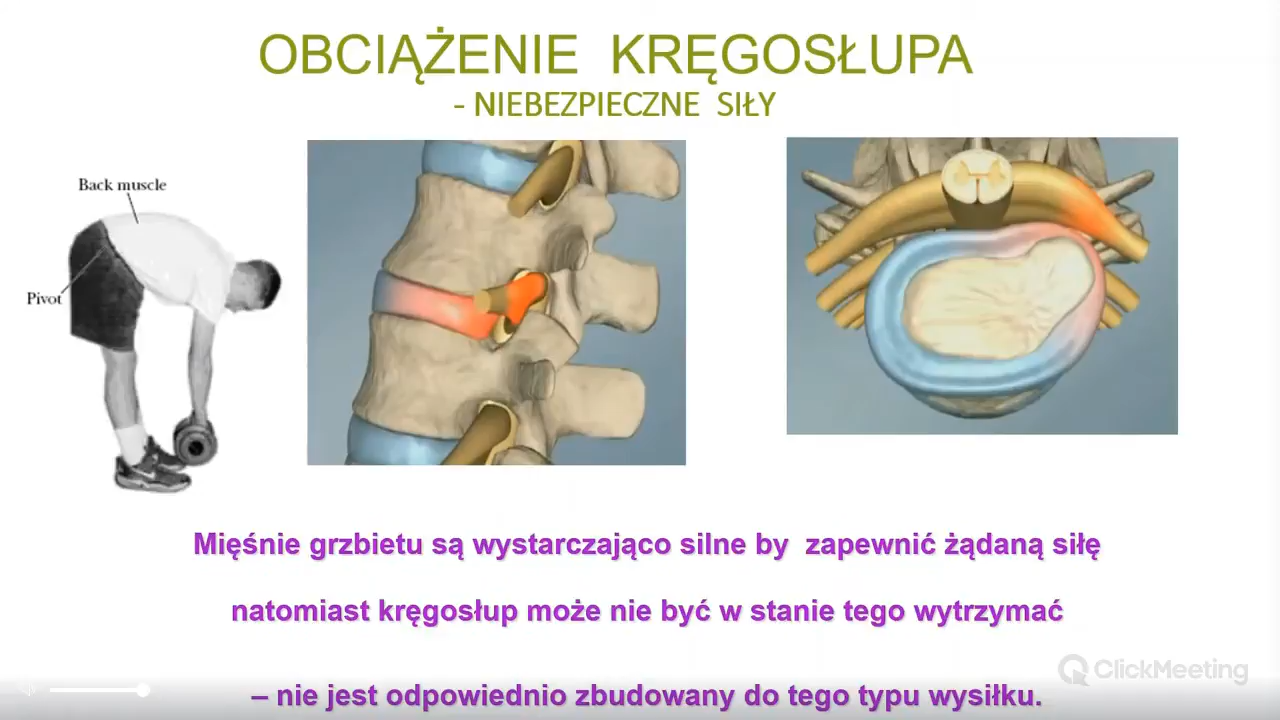 OBCIĄŻENIE KRĘGOSŁUPA
- NIEBEZPIECZNE SIŁY
Back muscle
Pivot
Mięśnie grzbietu są wystarczająco silne by zapewnić żądaną siłę
natomiast kręgosłup może nie być w stanie tego wytrzymać
– nie jest odpowiednio zbudowany do tego typu wysiłku.
ClickMeeting